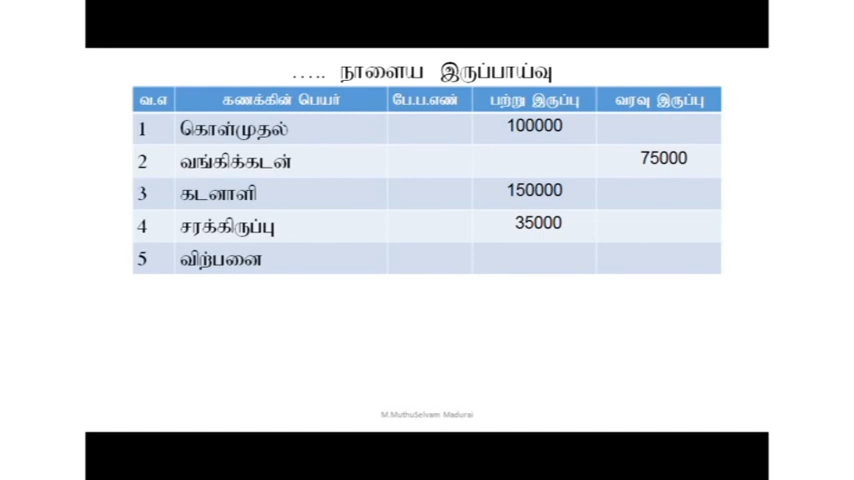 ..... நாளைய இருப்பாய்வு
வ.எ கணக்கின் பெயர் பே.ப.எண் பற்று இருப்பு வரவு இருப்பு
1 கொள்முதல் 100000
2 வங்கிக்கடன் 75000
3 கடனாளி 150000
4 சரக்கிருப்பு 35000
5 விற்பனை
M.MuthuSelvam Madurai